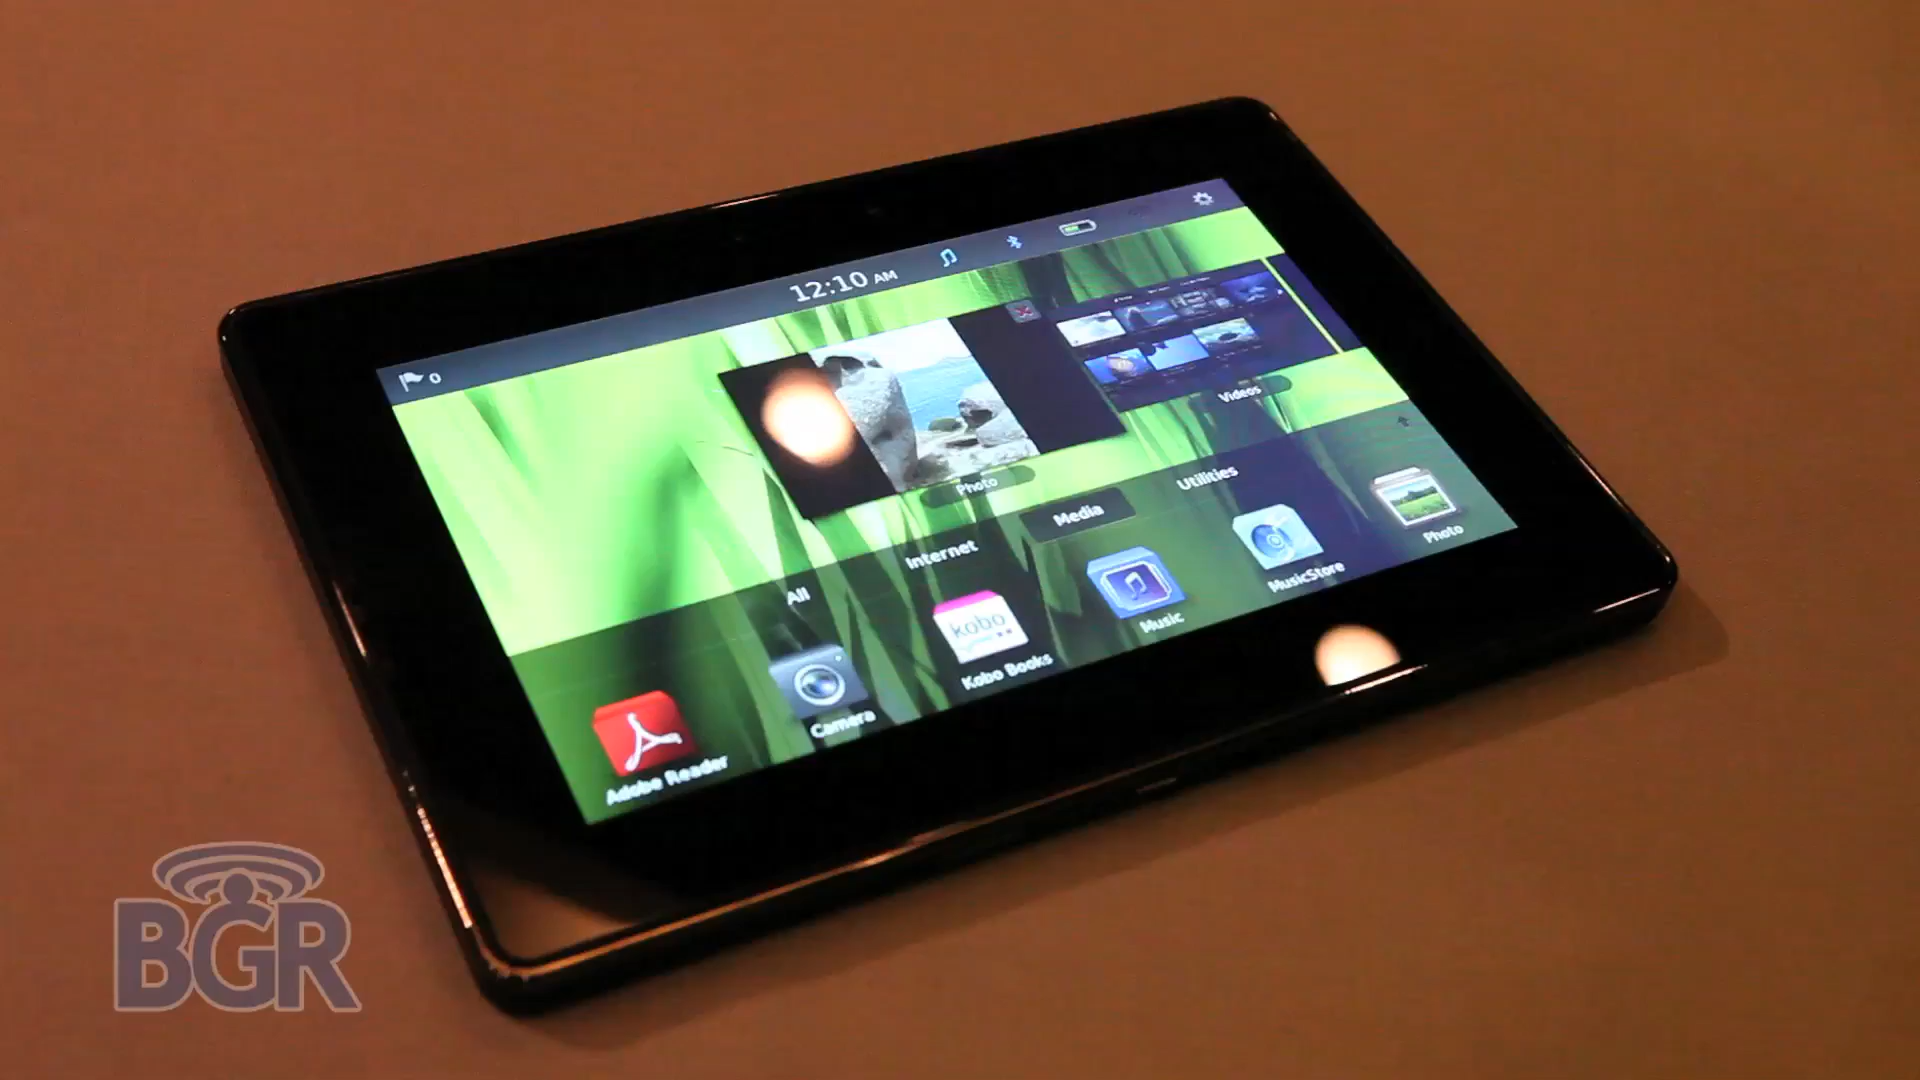 12:10 AM
0
Videos
Photo
All
Internet
Media
Utilities
Adobe Reader
Camera
kobo
Kobo Books
Music
MusicStore
Photo
BGR